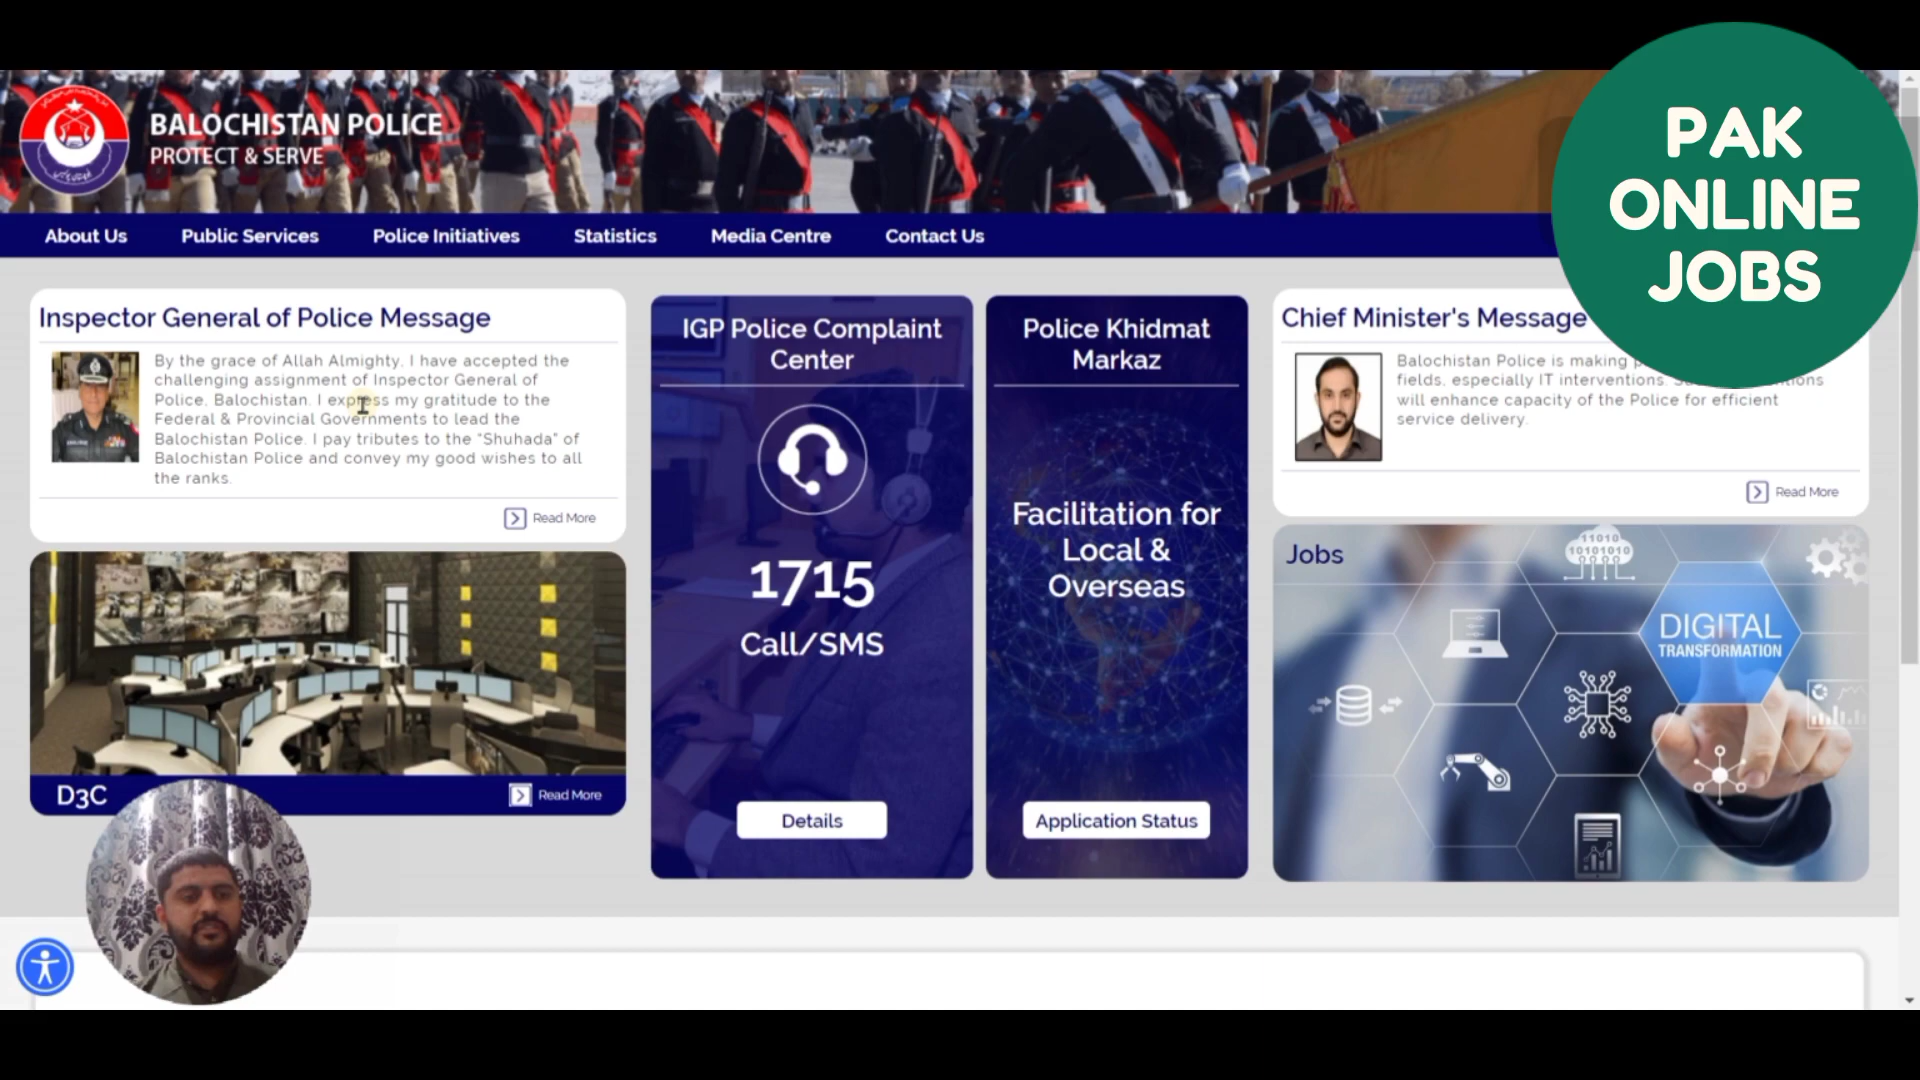 BALOCHISTAN POLICE
PROTECT & SERVE
PAK
ONLINE
JOBS
About Us
Public Services
Police Initiatives
Statistics
Media Centre
Contact Us
Inspector General of Police Message
By the grace of Allah Almighty, I have accepted the
challenging assignment of Inspector General of
Police, Balochistan. I express my gratitude to the
Federal & Provincial Governments to lead the
Balochistan Police. I pay tributes to the "Shuhada" of
Balochistan Police and convey my good wishes to all
the ranks.
Read More
D3C
Read More
IGP Police Complaint
Center
1715
Call/SMS
Details
Police Khidmat
Markaz
Facilitation for
Local &
Overseas
Application Status
Chief Minister's Message
Balochistan Police is making
fields, especially IT interventions.
will enhance capacity of the Police for efficient
service delivery.
Read More
Jobs
11010
10101010
DIGITAL
TRANSFORMATION